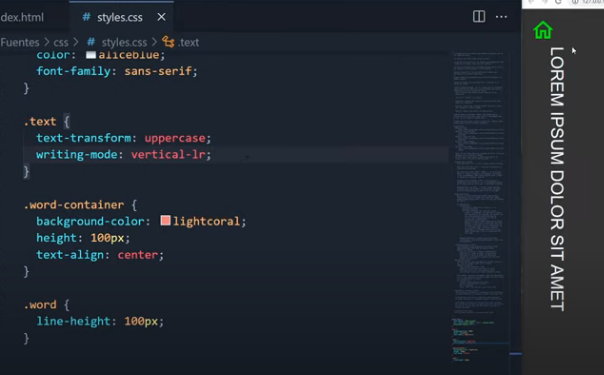 dex.html
# styles.css ×
Fuentes > css > # styles.css > .text
color: aliceblue;
font-family: sans-serif;
}
.text {
text-transform: uppercase;
writing-mode: vertical-lr;
}
.word-container {
background-color: lightcoral;
height: 100px;
text-align: center;
}
.word {
line-height: 100px;
}
LOREM IPSUM DOLOR SIT AMET